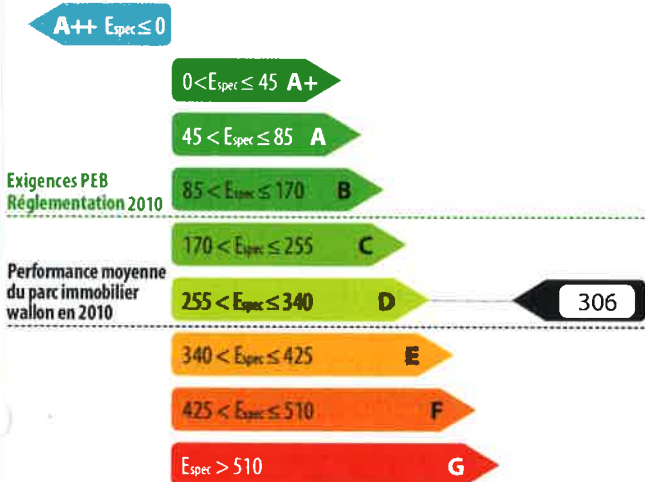 A++ Espec ≤ 0
0 < Espec ≤ 45 A+
45 < Espec ≤ 85 A
Exigences PEB
Réglementation 2010
85 < Espec ≤ 170 B
170 < Espec ≤ 255 C
Performance moyenne
du parc immobilier
wallon en 2010
255 < Espec ≤ 340 D
306
340 < Espec ≤ 425 E
425 < Espec ≤ 510 F
Espec > 510 G